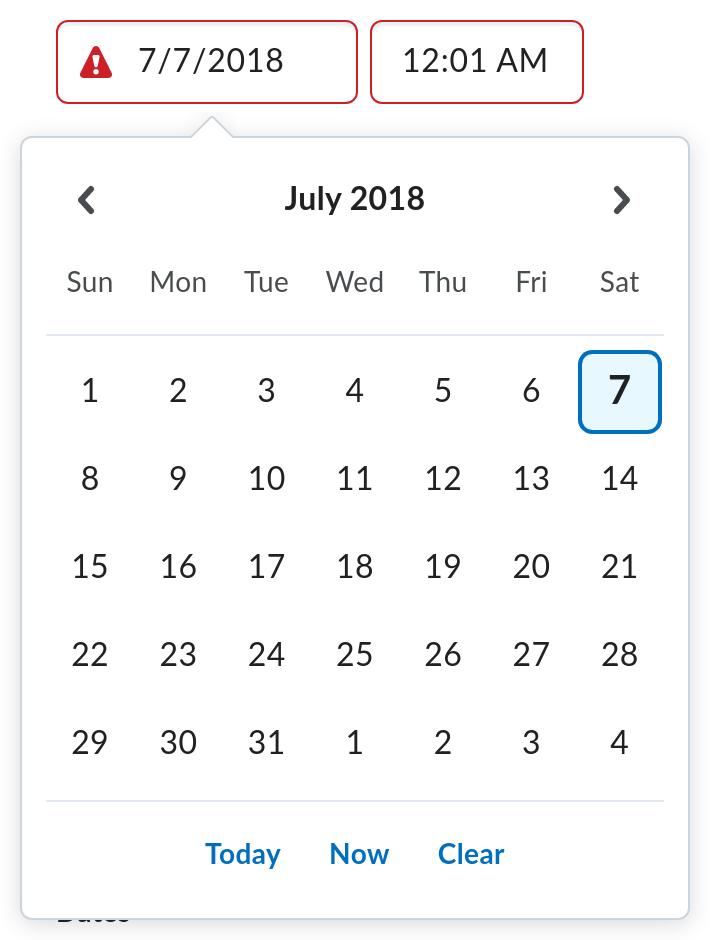 7/7/2018 12:01 AM
July 2018
Sun Mon Tue Wed Thu Fri Sat
1 2 3 4 5 6 7
8 9 10 11 12 13 14
15 16 17 18 19 20 21
22 23 24 25 26 27 28
29 30 31 1 2 3 4
Today Now Clear